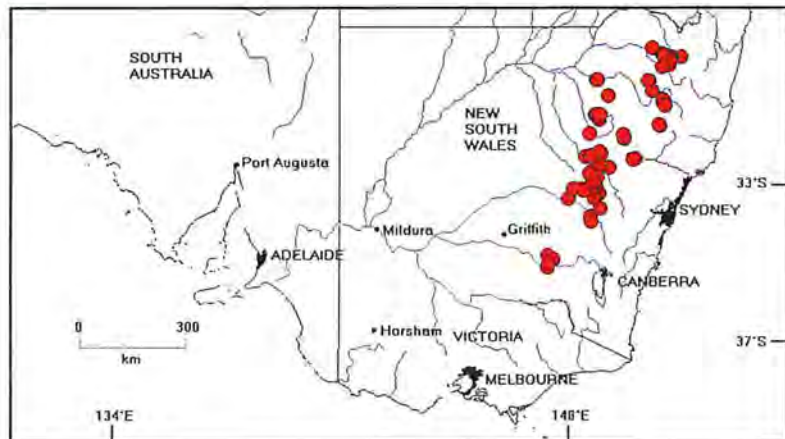 SOUTH
AUSTRALIA
NEW
SOUTH
WALES
Port Augusta
33°S
SYDNEY
Mildura
Griffith
ADELAIDE
CANBERRA
0 300
km
Horsham
VICTORIA
37°S
MELBOURNE
134°E
148°E